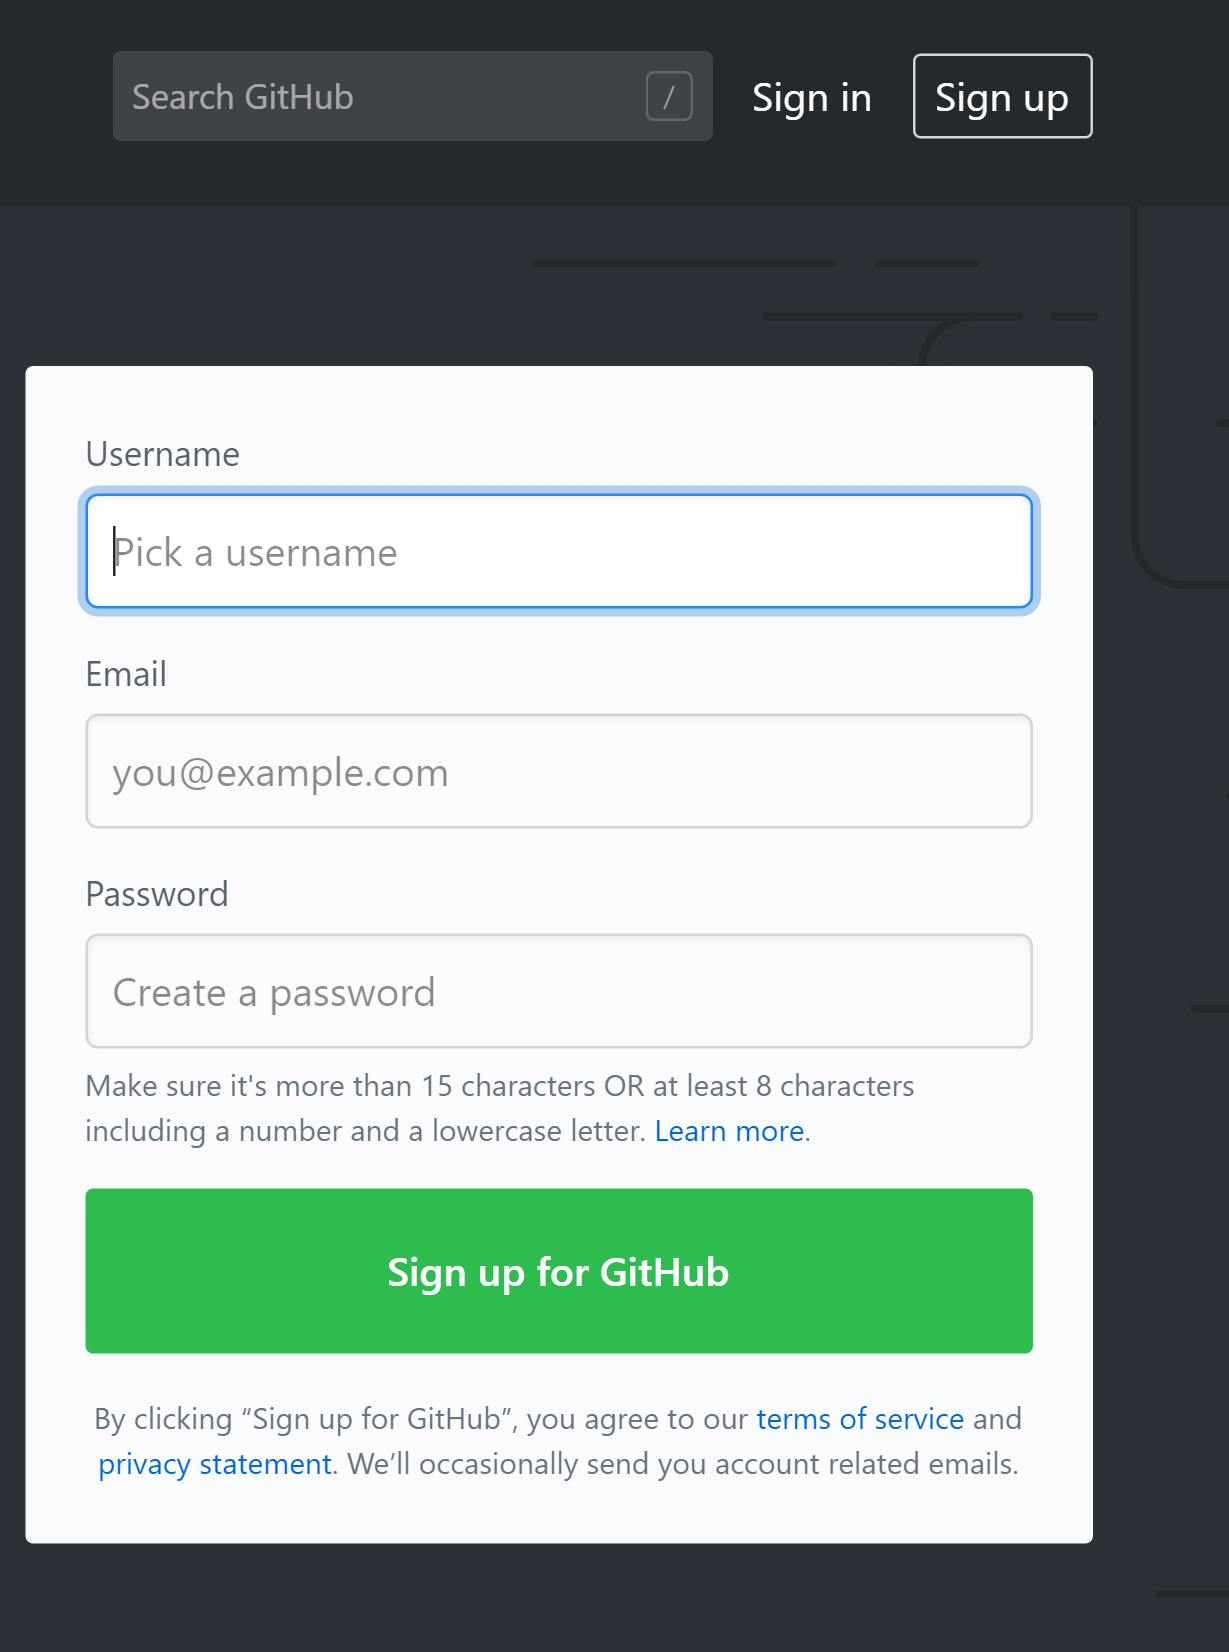 Search GitHub / Sign in Sign up
Username
Pick a username
Email
you@example.com
Password
Create a password
Make sure it's more than 15 characters OR at least 8 characters
including a number and a lowercase letter. Learn more.
Sign up for GitHub
By clicking “Sign up for GitHub”, you agree to our terms of service and
privacy statement. We’ll occasionally send you account related emails.